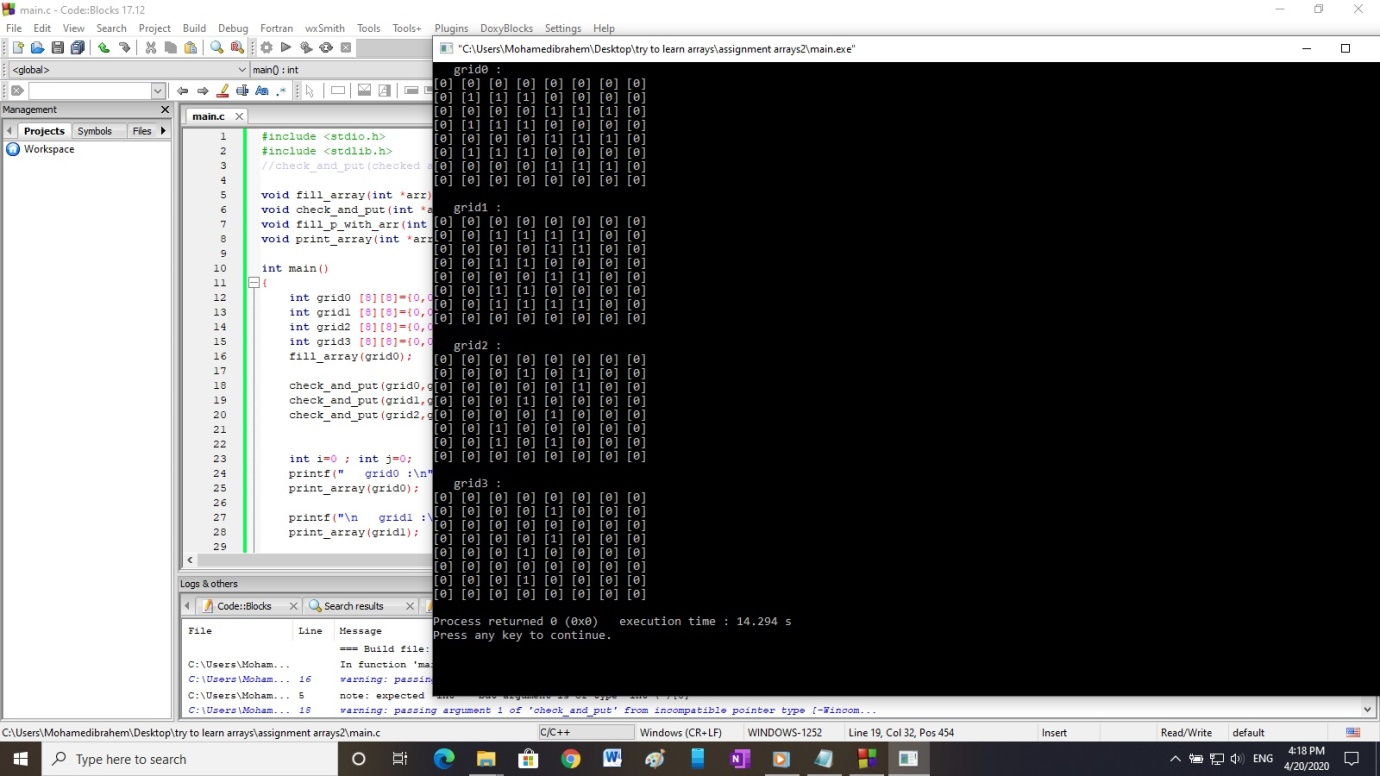 main.c - Code::Blocks 17.12
File Edit View Search Project Build Debug Fortran wxSmith Tools Tools+ Plugins DoxyBlocks Settings Help
<global>
main() : int
Management
Projects Symbols Files
Workspace
main.c
1 #include <stdio.h>
2 #include <stdlib.h>
3 //check_and_put(checked a
4
5 void fill_array(int *arr)
6 void check_and_put(int *a
7 void fill_p_with_arr(int
8 void print_array(int *arr
9
10 int main()
11 {
12 int grid0 [8][8]={0,0
13 int grid1 [8][8]={0,0
14 int grid2 [8][8]={0,0
15 int grid3 [8][8]={0,0
16 fill_array(grid0);
17
18 check_and_put(grid0,g
19 check_and_put(grid1,g
20 check_and_put(grid2,g
21
22
23 int i=0 ; int j=0;
24 printf("   grid0 :\n"
25 print_array(grid0);
26
27 printf("\n   grid1 :\
28 print_array(grid1);
29
Logs & others
Code::Blocks Search results
File Line Message
=== Build file:
C:\Users\Moham... In function 'mai
C:\Users\Moham... 16 warning: passin
C:\Users\Moham... 5 note: expected
C:\Users\Moham... 18 warning: passing argument 1 of 'check_and_put' from incompatible pointer type [-Wincom...
"C:\Users\Mohamedibrahem\Desktop\try to learn arrays\assignment arrays2\main.exe"
grid0 :
[0] [0] [0] [0] [0] [0] [0] [0]
[0] [1] [1] [1] [0] [0] [0] [0]
[0] [0] [0] [0] [1] [1] [1] [0]
[0] [1] [1] [1] [0] [0] [0] [0]
[0] [0] [0] [0] [1] [1] [1] [0]
[0] [1] [1] [1] [0] [0] [0] [0]
[0] [0] [0] [0] [1] [1] [1] [0]
[0] [0] [0] [0] [0] [0] [0] [0]
grid1 :
[0] [0] [0] [0] [0] [0] [0] [0]
[0] [0] [1] [1] [1] [1] [0] [0]
[0] [0] [0] [0] [1] [1] [0] [0]
[0] [0] [1] [1] [0] [0] [0] [0]
[0] [0] [0] [0] [1] [1] [0] [0]
[0] [0] [1] [1] [0] [0] [0] [0]
[0] [0] [1] [1] [1] [1] [0] [0]
[0] [0] [0] [0] [0] [0] [0] [0]
grid2 :
[0] [0] [0] [0] [0] [0] [0] [0]
[0] [0] [0] [1] [0] [1] [0] [0]
[0] [0] [0] [0] [0] [1] [0] [0]
[0] [0] [0] [1] [0] [0] [0] [0]
[0] [0] [0] [0] [1] [0] [0] [0]
[0] [0] [1] [0] [0] [0] [0] [0]
[0] [0] [1] [0] [1] [0] [0] [0]
[0] [0] [0] [0] [0] [0] [0] [0]
grid3 :
[0] [0] [0] [0] [0] [0] [0] [0]
[0] [0] [0] [0] [1] [0] [0] [0]
[0] [0] [0] [0] [0] [0] [0] [0]
[0] [0] [0] [0] [1] [0] [0] [0]
[0] [0] [0] [1] [0] [0] [0] [0]
[0] [0] [0] [0] [0] [0] [0] [0]
[0] [0] [0] [1] [0] [0] [0] [0]
[0] [0] [0] [0] [0] [0] [0] [0]
Process returned 0 (0x0)   execution time : 14.294 s
Press any key to continue.
C:\Users\Mohamedibrahem\Desktop\try to learn arrays\assignment arrays2\main.c C/C++ Windows (CR+LF) WINDOWS-1252 Line 19, Col 32, Pos 454 Insert Read/Write default
Type here to search
ENG
4:18 PM
4/20/2020